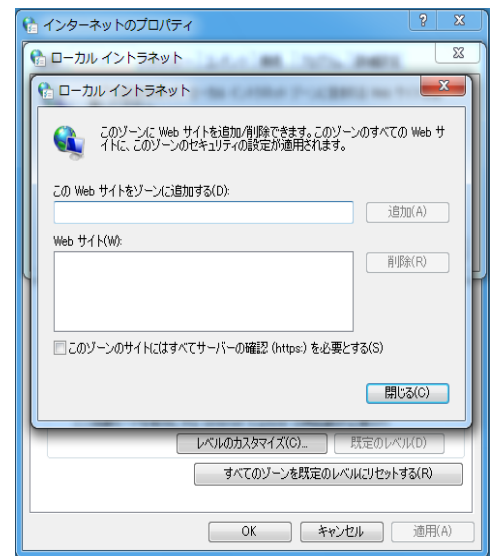 インターネットのプロパティ
ローカル イントラネット
ローカル イントラネット
このゾーンに Web サイトを追加/削除できます。このゾーンのすべての Web サ
イトに、このゾーンのセキュリティの設定が適用されます。
この Web サイトをゾーンに追加する(D):
追加(A)
Web サイト(W):
削除(R)
このゾーンのサイトにはすべてサーバーの確認 (https:) を必要とする(S)
閉じる(C)
レベルのカスタマイズ(C)...
既定のレベル(D)
すべてのゾーンを既定のレベルにリセットする(R)
OK
キャンセル
適用(A)